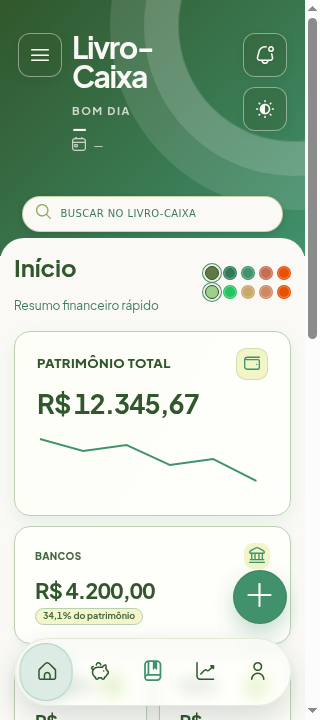 Livro-
Caixa
BOM DIA
—
—
BUSCAR NO LIVRO-CAIXA
Início
Resumo financeiro rápido
PATRIMÔNIO TOTAL
R$ 12.345,67
BANCOS
R$ 4.200,00
34,1% do patrimônio
R$
R$